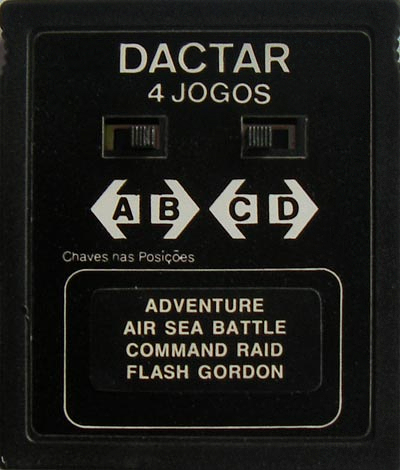 DACTAR
4 JOGOS
A B C D
Chaves nas Posições
ADVENTURE
AIR SEA BATTLE
COMMAND RAID
FLASH GORDON